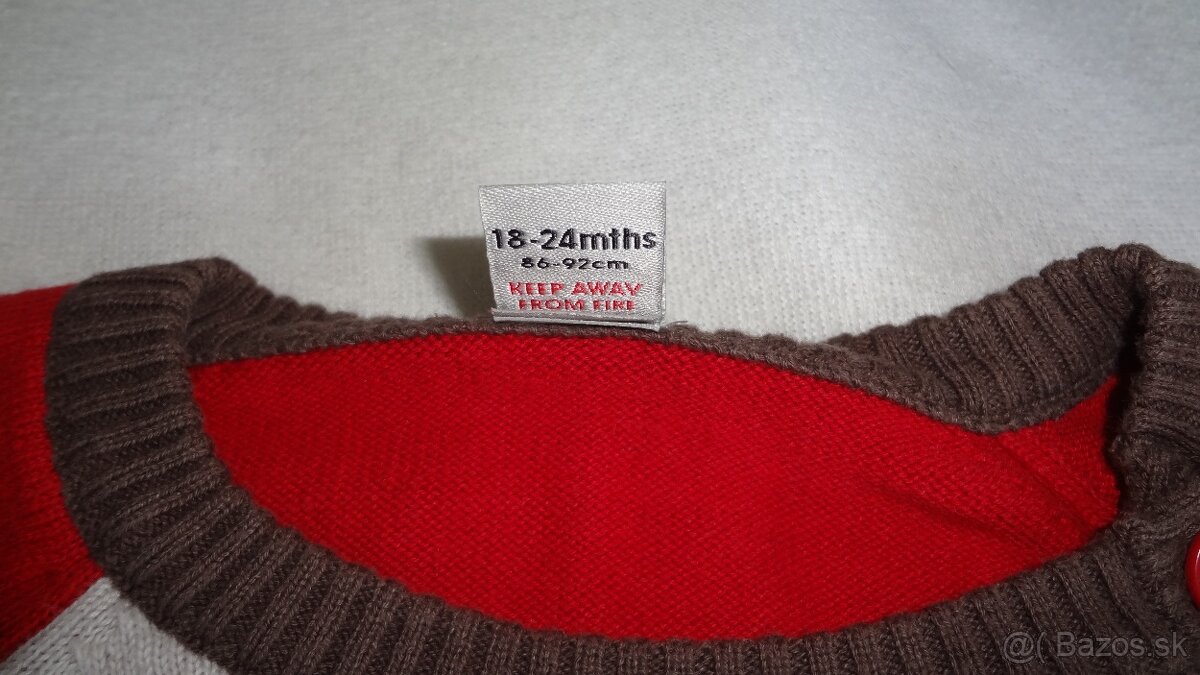 18-24mths
86-92cm
KEEP AWAY
FROM FIRE
@( Bazos.sk